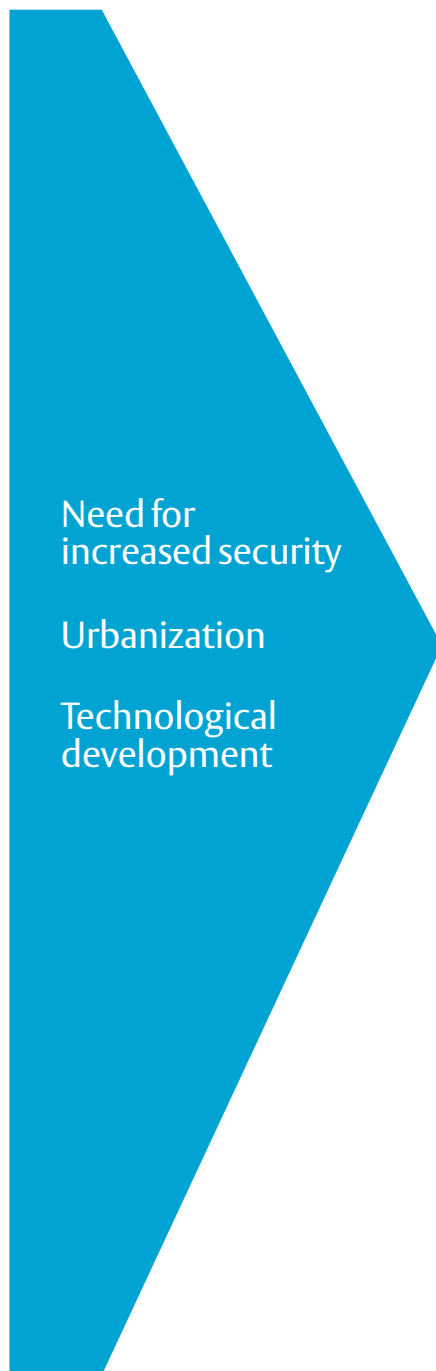 Need for
increased security
Urbanization
Technological
development